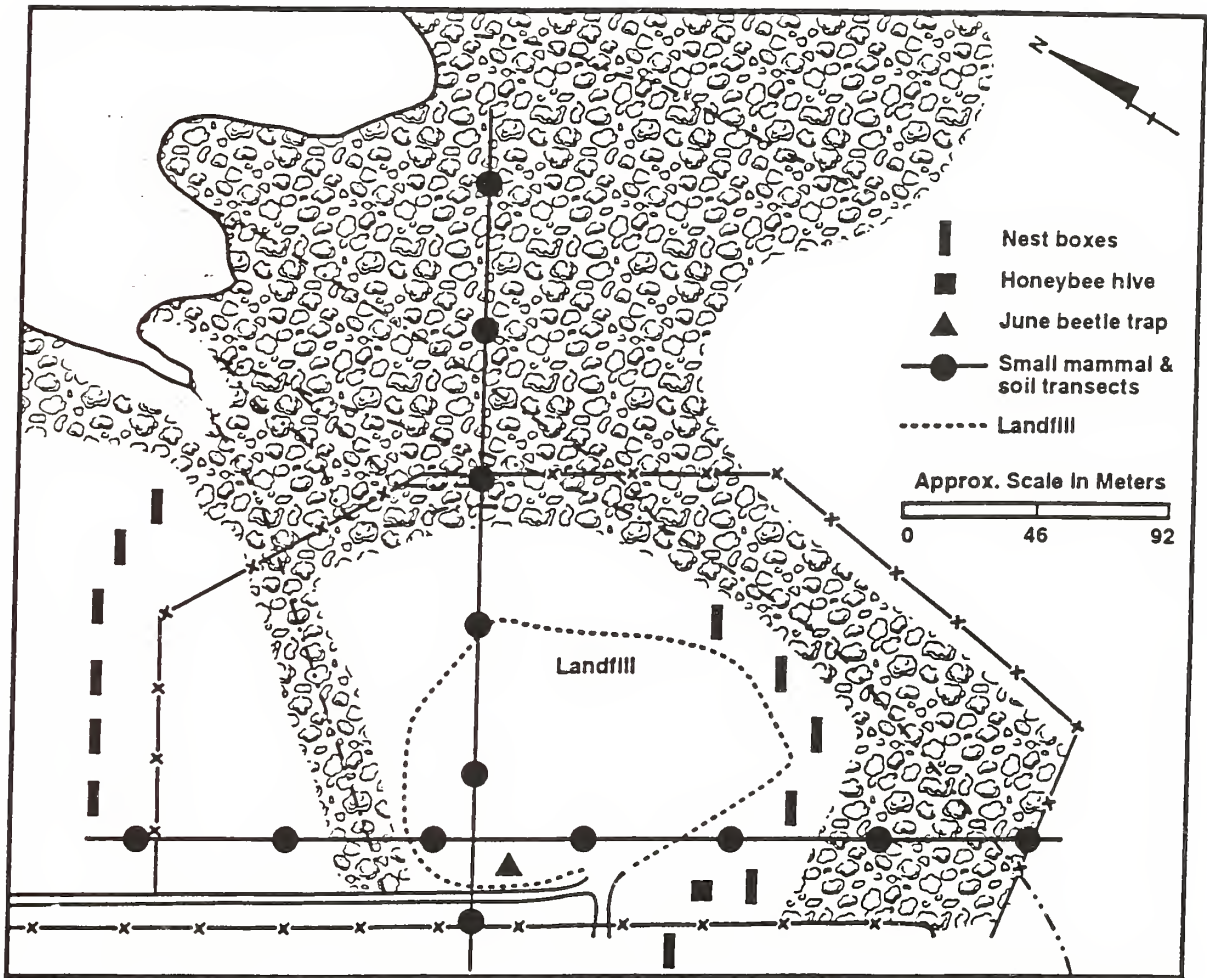 N
Nest boxes
Honeybee hive
June beetle trap
Small mammal &
soil transects
Landfill
Approx. Scale in Meters
0 46 92
Landfill